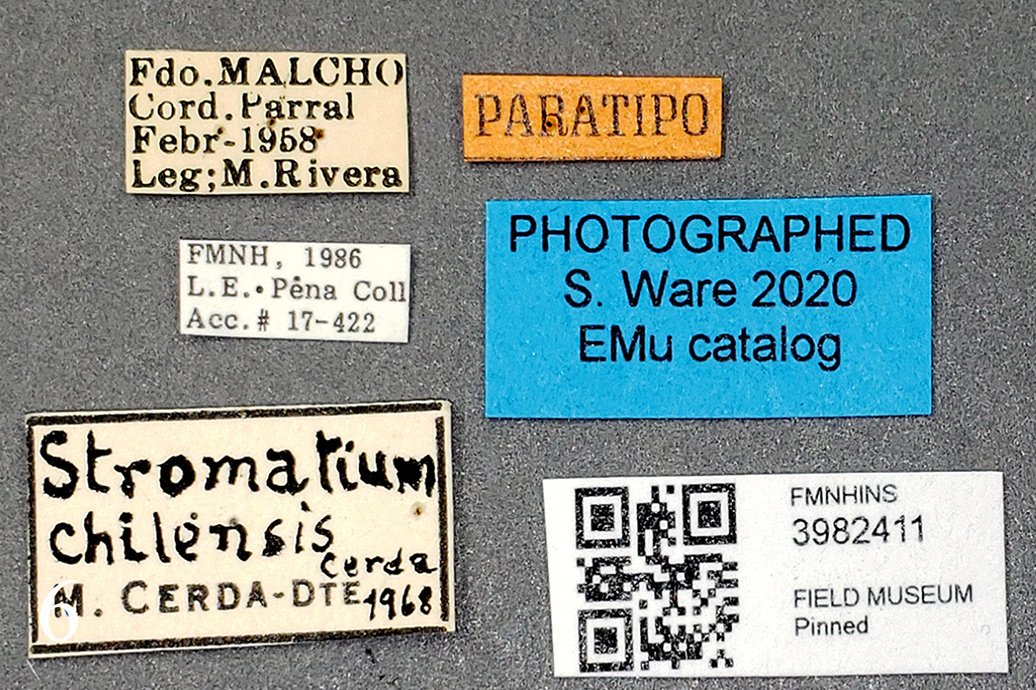 Fdo.MALCHO
Cord.Parral
Febr-1958
Leg;M.Rivera
PARATIPO
FMNH, 1986
L.E. Peña Coll
Acc.# 17-422
PHOTOGRAPHED
S. Ware 2020
EMu catalog
Stromatium
chilensis
Cerda
M. CERDA-DTE 1968
6
FMNHINS
3982411
FIELD MUSEUM
Pinned